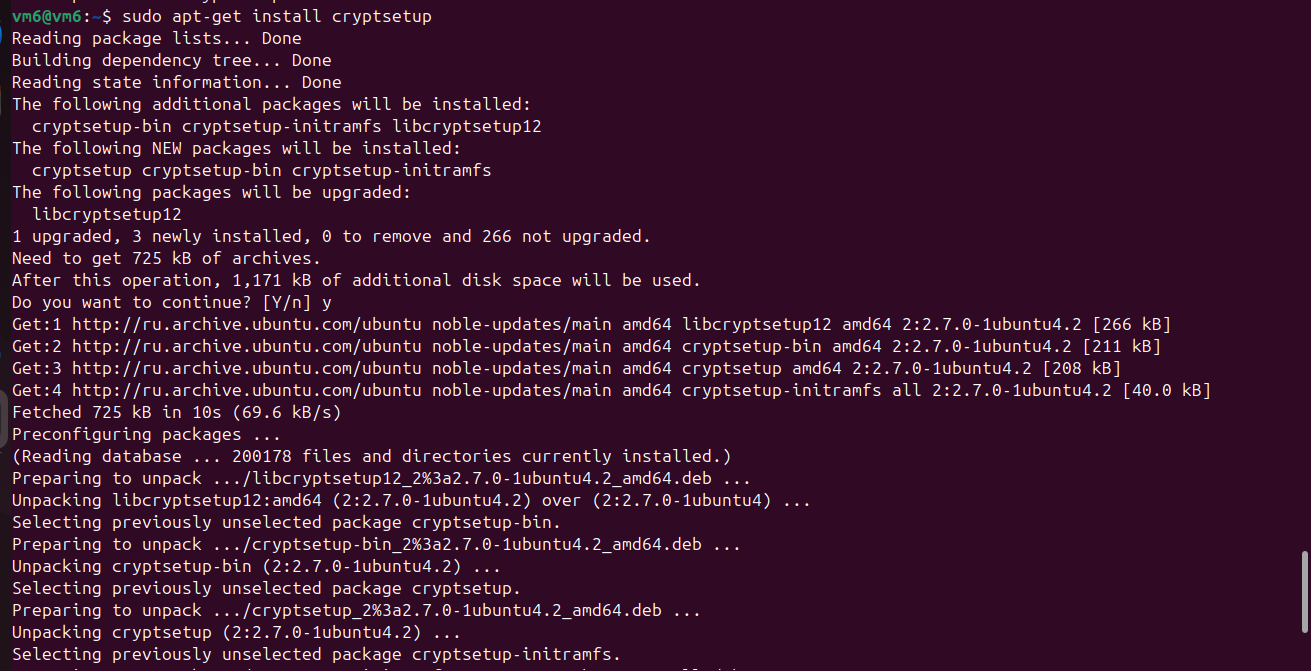 vm6@vm6:~$ sudo apt-get install cryptsetup
Reading package lists... Done
Building dependency tree... Done
Reading state information... Done
The following additional packages will be installed:
  cryptsetup-bin cryptsetup-initramfs libcryptsetup12
The following NEW packages will be installed:
  cryptsetup cryptsetup-bin cryptsetup-initramfs
The following packages will be upgraded:
  libcryptsetup12
1 upgraded, 3 newly installed, 0 to remove and 266 not upgraded.
Need to get 725 kB of archives.
After this operation, 1,171 kB of additional disk space will be used.
Do you want to continue? [Y/n] y
Get:1 http://ru.archive.ubuntu.com/ubuntu noble-updates/main amd64 libcryptsetup12 amd64 2:2.7.0-1ubuntu4.2 [266 kB]
Get:2 http://ru.archive.ubuntu.com/ubuntu noble-updates/main amd64 cryptsetup-bin amd64 2:2.7.0-1ubuntu4.2 [211 kB]
Get:3 http://ru.archive.ubuntu.com/ubuntu noble-updates/main amd64 cryptsetup amd64 2:2.7.0-1ubuntu4.2 [208 kB]
Get:4 http://ru.archive.ubuntu.com/ubuntu noble-updates/main amd64 cryptsetup-initramfs all 2:2.7.0-1ubuntu4.2 [40.0 kB]
Fetched 725 kB in 10s (69.6 kB/s)
Preconfiguring packages ...
(Reading database ... 200178 files and directories currently installed.)
Preparing to unpack .../libcryptsetup12_2%3a2.7.0-1ubuntu4.2_amd64.deb ...
Unpacking libcryptsetup12:amd64 (2:2.7.0-1ubuntu4.2) over (2:2.7.0-1ubuntu4) ...
Selecting previously unselected package cryptsetup-bin.
Preparing to unpack .../cryptsetup-bin_2%3a2.7.0-1ubuntu4.2_amd64.deb ...
Unpacking cryptsetup-bin (2:2.7.0-1ubuntu4.2) ...
Selecting previously unselected package cryptsetup.
Preparing to unpack .../cryptsetup_2%3a2.7.0-1ubuntu4.2_amd64.deb ...
Unpacking cryptsetup (2:2.7.0-1ubuntu4.2) ...
Selecting previously unselected package cryptsetup-initramfs.